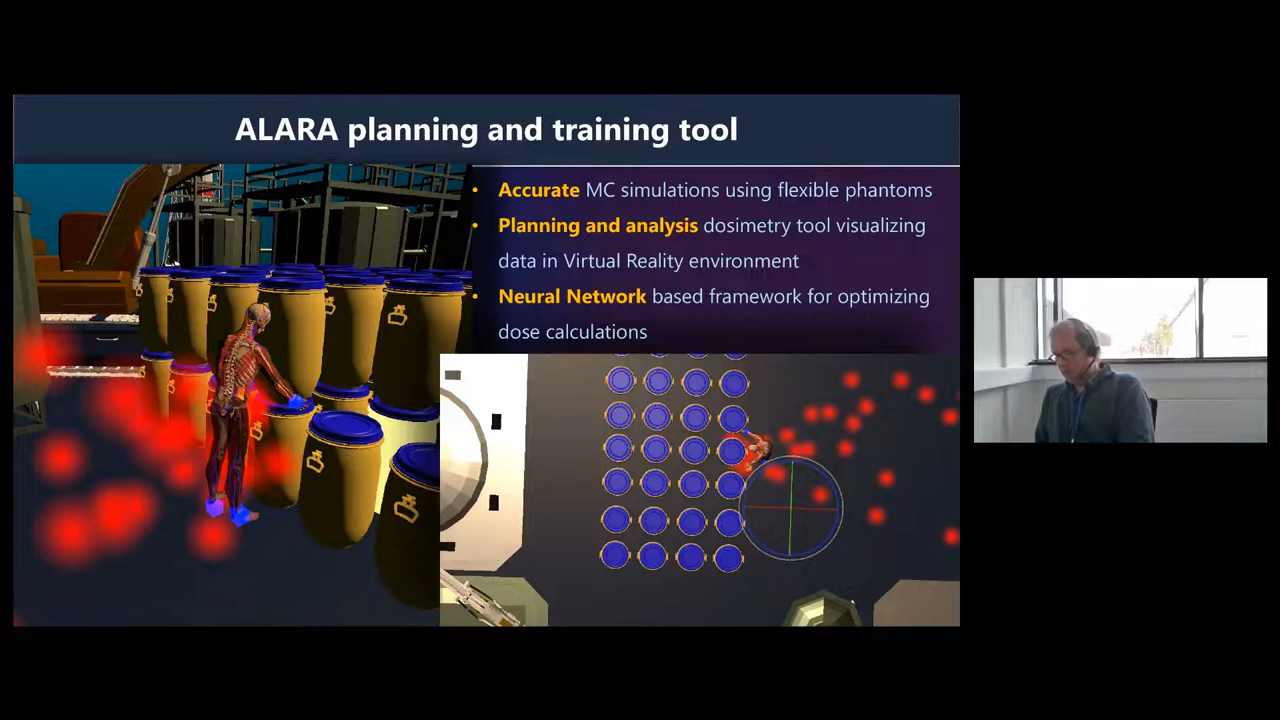 ALARA planning and training tool
• Accurate MC simulations using flexible phantoms
• Planning and analysis dosimetry tool visualizing
data in Virtual Reality environment
• Neural Network based framework for optimizing
dose calculations